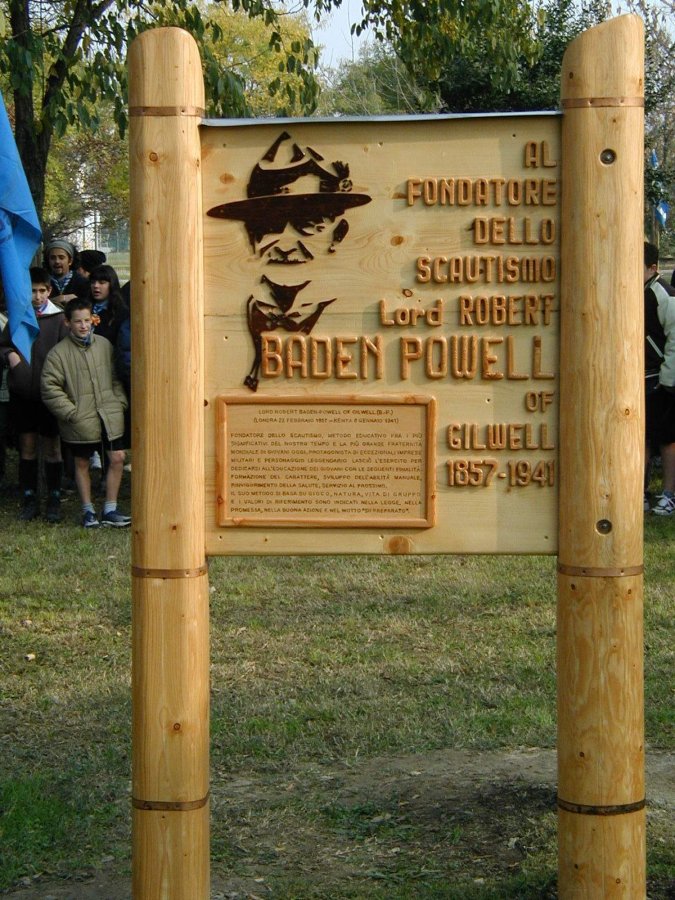 AL
FONDATORE
DELLO
SCAUTISMO
Lord ROBERT
BADEN POWELL
OF
GILWELL
1857-1941
LORD ROBERT BADEN-POWELL OF GILWELL (B.-P.)
(LONDRA 22 FEBBRAIO 1857 - KENYA 8 GENNAIO 1941)
FONDATORE DELLO SCAUTISMO, METODO EDUCATIVO FRA I PIÙ
SIGNIFICATIVI DEL NOSTRO TEMPO E LA PIÙ GRANDE FRATERNITÀ
MONDIALE DI GIOVANI OGGI, PROTAGONISTA DI ECCEZIONALI IMPRESE
MILITARI E PERSONAGGIO LEGGENDARIO LASCIÒ L'ESERCITO PER
DEDICARSI ALL'EDUCAZIONE DEI GIOVANI CON LE SEGUENTI FINALITÀ:
FORMAZIONE DEL CARATTERE, SVILUPPO DELL'ABILITÀ MANUALE,
RINVIGORIMENTO DELLA SALUTE, SERVIZIO AL PROSSIMO.
IL SUO METODO SI BASA SU GIOCO, NATURA, VITA DI GRUPPO
E I VALORI DI RIFERIMENTO SONO NELLA LEGGE, NELLA
PROMESSA, NELLA BUONA AZIONE E NEL MOTTO "SII PREPARATO".